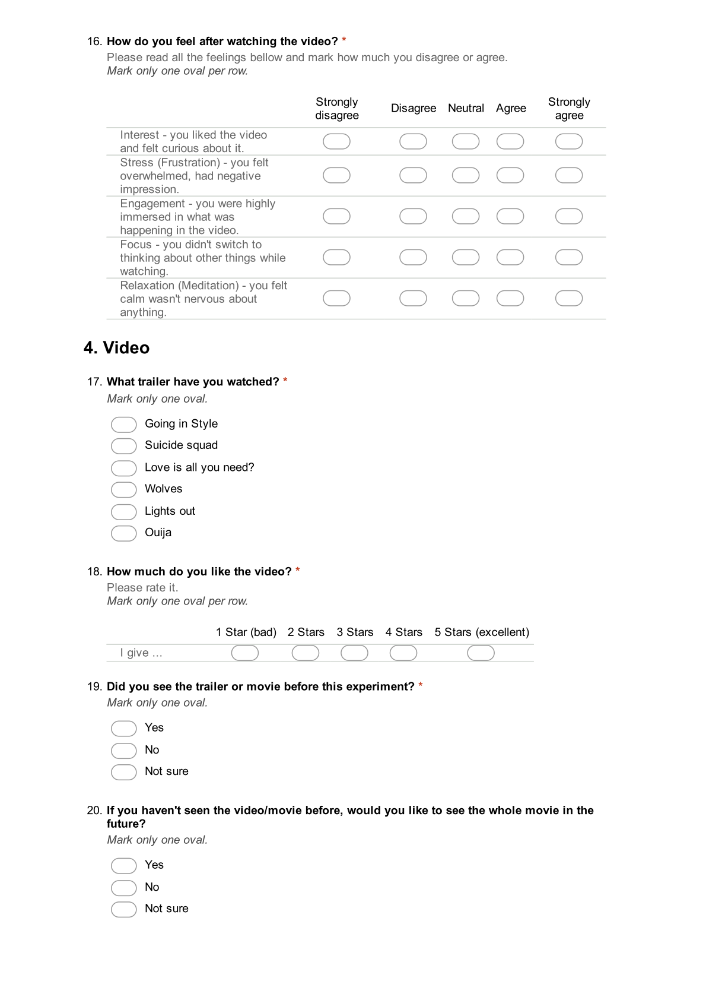 16. How do you feel after watching the video? *
Please read all the feelings bellow and mark how much you disagree or agree.
Mark only one oval per row.
Strongly disagree Disagree Neutral Agree Strongly agree
Interest - you liked the video
and felt curious about it.
Stress (Frustration) - you felt
overwhelmed, had negative
impression.
Engagement - you were highly
immersed in what was
happening in the video.
Focus - you didn't switch to
thinking about other things while
watching.
Relaxation (Meditation) - you felt
calm wasn't nervous about
anything.
4. Video
17. What trailer have you watched? *
Mark only one oval.
Going in Style
Suicide squad
Love is all you need?
Wolves
Lights out
Ouija
18. How much do you like the video? *
Please rate it.
Mark only one oval per row.
1 Star (bad) 2 Stars 3 Stars 4 Stars 5 Stars (excellent)
I give ...
19. Did you see the trailer or movie before this experiment? *
Mark only one oval.
Yes
No
Not sure
20. If you haven't seen the video/movie before, would you like to see the whole movie in the
future?
Mark only one oval.
Yes
No
Not sure